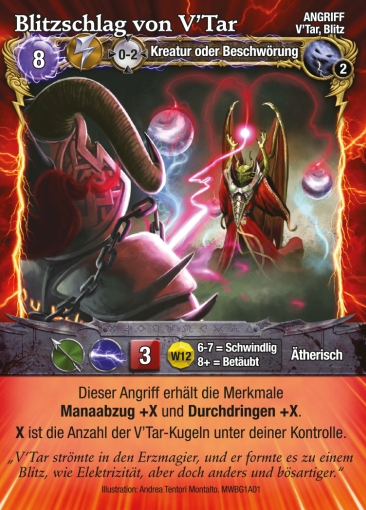 Blitzschlag von V'Tar
ANGRIFF
V'Tar, Blitz
8
0-2
Kreatur oder Beschwörung
2
3
W12
6-7 = Schwindlig
8+ = Betäubt
Ätherisch
Dieser Angriff erhält die Merkmale
Manaabzug +X und Durchdringen +X.
X ist die Anzahl der V'Tar-Kugeln unter deiner Kontrolle.
„V'Tar strömte in den Erzmagier, und er formte es zu einem
Blitz, wie Elektrizität, aber doch anders und bösartiger.“
Illustration: Andrea Tentori Montalto. MWBG1A01